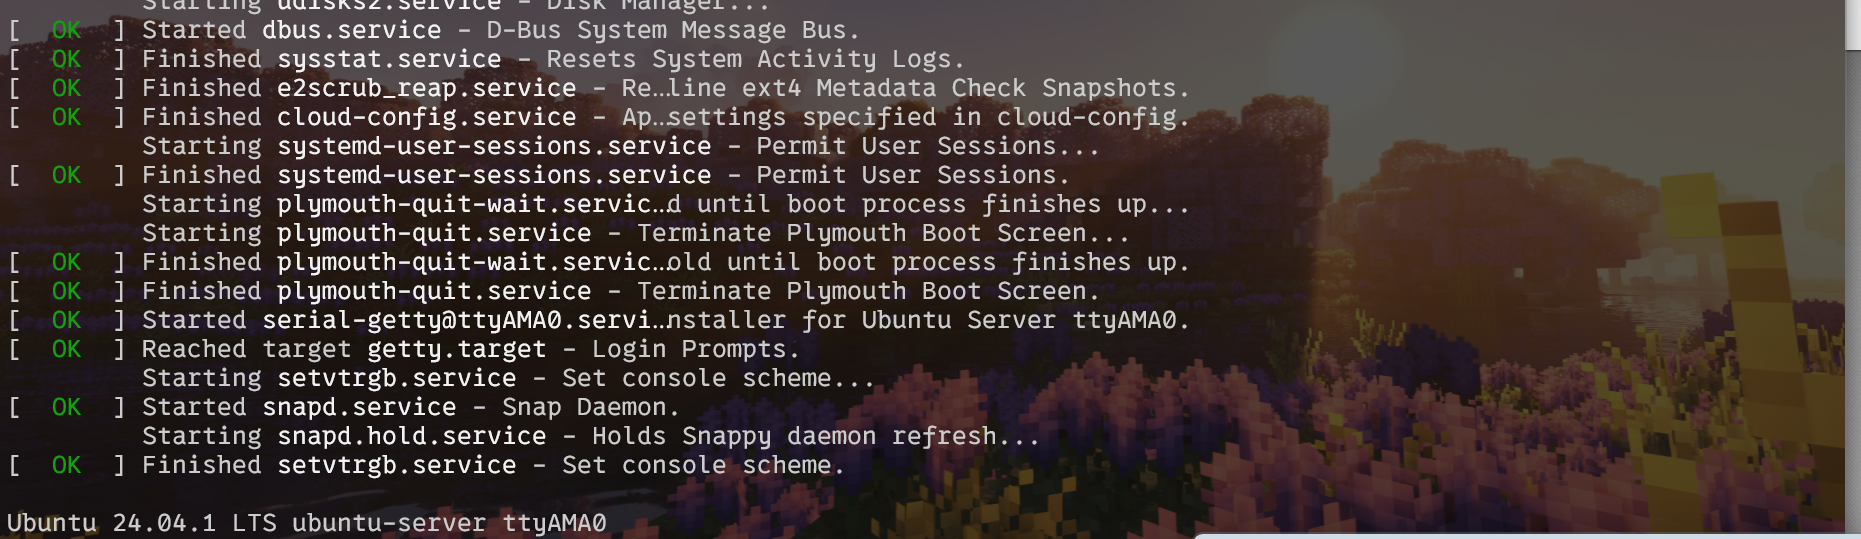 Starting udisks2.service - Disk Manager...
[  OK  ] Started dbus.service - D-Bus System Message Bus.
[  OK  ] Finished sysstat.service - Resets System Activity Logs.
[  OK  ] Finished e2scrub_reap.service - Re…line ext4 Metadata Check Snapshots.
[  OK  ] Finished cloud-config.service - Ap…settings specified in cloud-config.
Starting systemd-user-sessions.service - Permit User Sessions...
[  OK  ] Finished systemd-user-sessions.service - Permit User Sessions.
Starting plymouth-quit-wait.servic…d until boot process finishes up...
Starting plymouth-quit.service - Terminate Plymouth Boot Screen...
[  OK  ] Finished plymouth-quit-wait.servic…old until boot process finishes up.
[  OK  ] Finished plymouth-quit.service - Terminate Plymouth Boot Screen.
[  OK  ] Started serial-getty@ttyAMA0.servi…nstaller for Ubuntu Server ttyAMA0.
[  OK  ] Reached target getty.target - Login Prompts.
Starting setvtrgb.service - Set console scheme...
[  OK  ] Started snapd.service - Snap Daemon.
Starting snapd.hold.service - Holds Snappy daemon refresh...
[  OK  ] Finished setvtrgb.service - Set console scheme.
Ubuntu 24.04.1 LTS ubuntu-server ttyAMA0